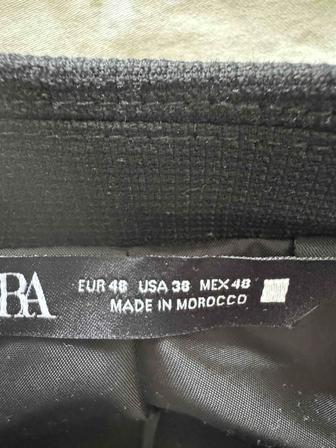 RA
EUR 48 USA 38 MEX 48
MADE IN MOROCCO